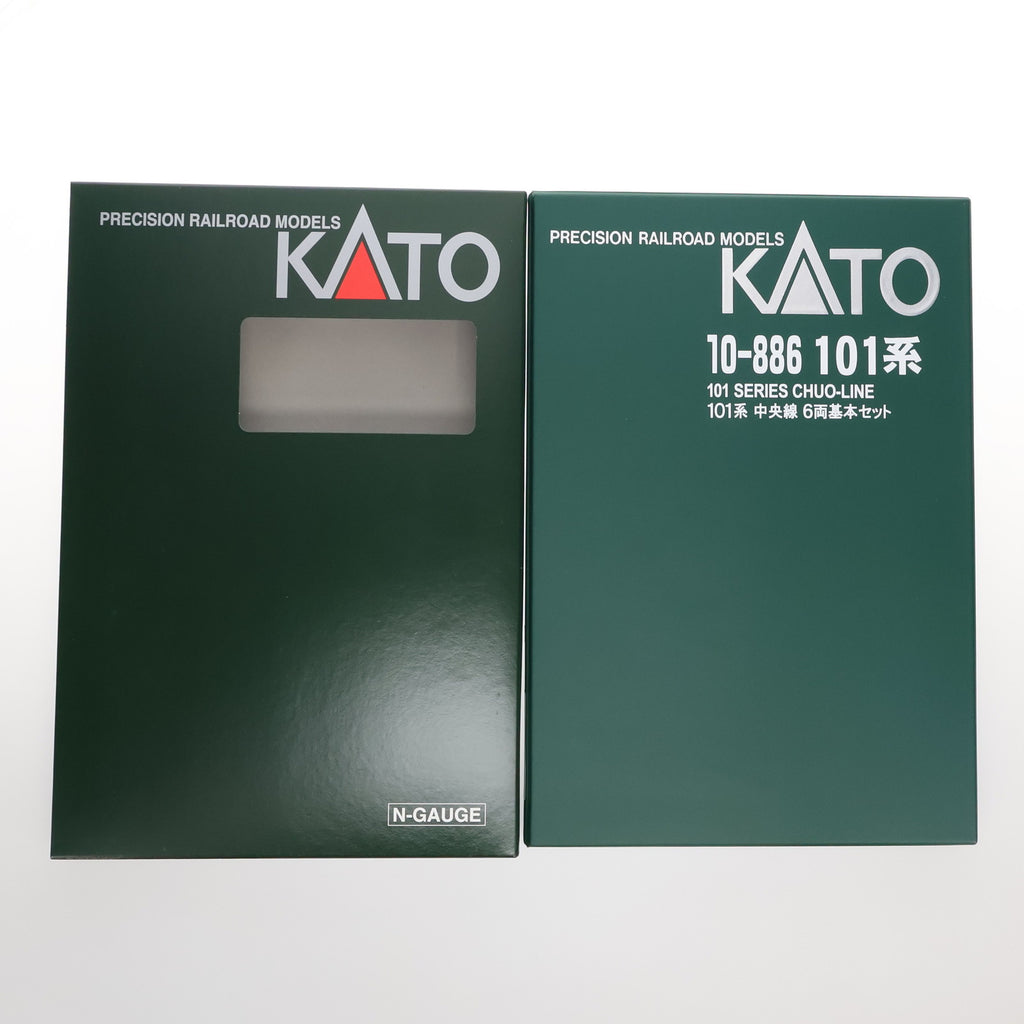 PRECISION RAILROAD MODELS
KATO
N-GAUGE
PRECISION RAILROAD MODELS
KATO
10-886 101系
101 SERIES CHUO-LINE
101系 中央線 6両基本セット